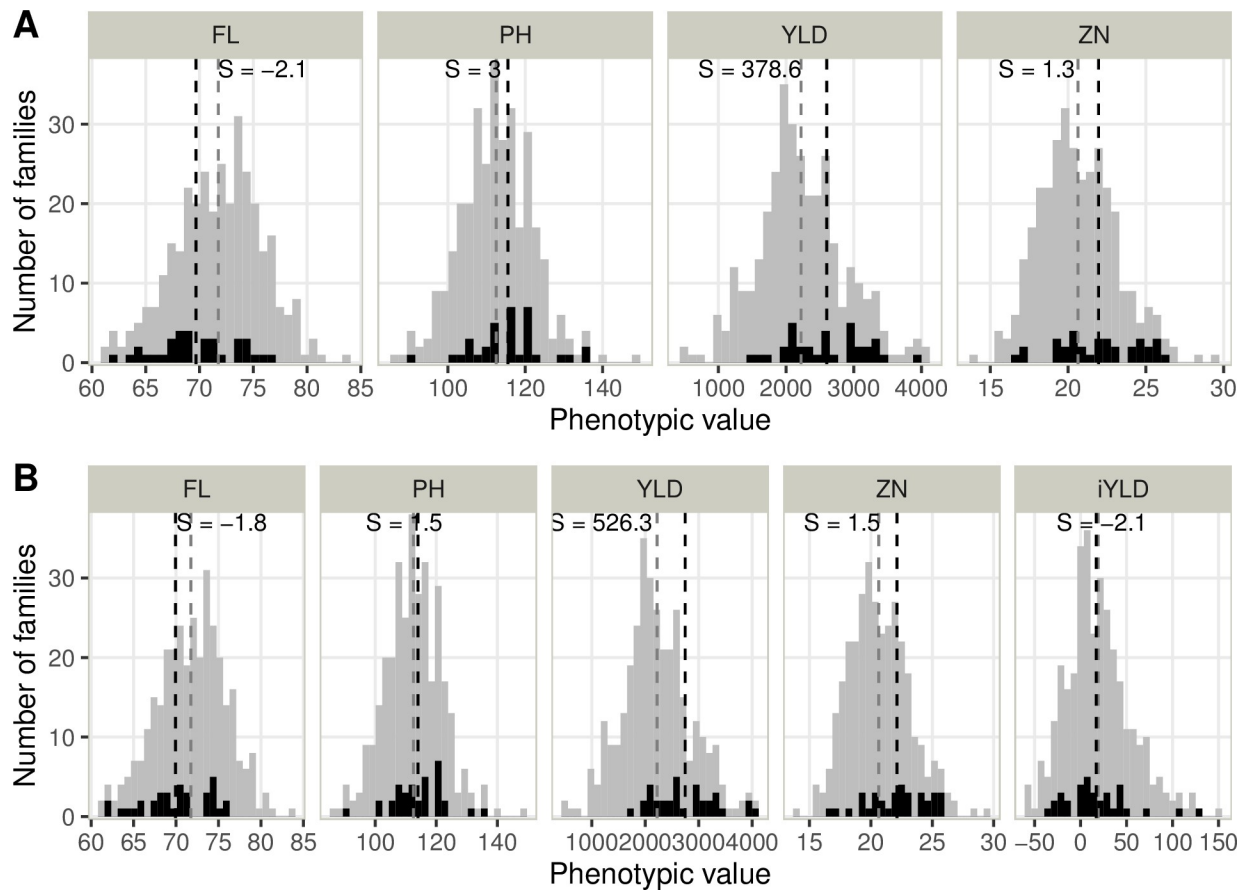 A
FL PH YLD ZN
S = −2.1 S = 3 S = 378.6 S = 1.3
Number of families
30
20
10
0
60 65 70 75 80 85 100 120 140 1000 2000 3000 4000 15 20 25 30
Phenotypic value
B
FL PH YLD ZN iYLD
S = −1.8 S = 1.5 S = 526.3 S = 1.5 S = −2.1
Number of families
30
20
10
0
60 65 70 75 80 85 100 120 140 1000 2000 3000 4000 15 20 25 30 −50 0 50 100 150
Phenotypic value